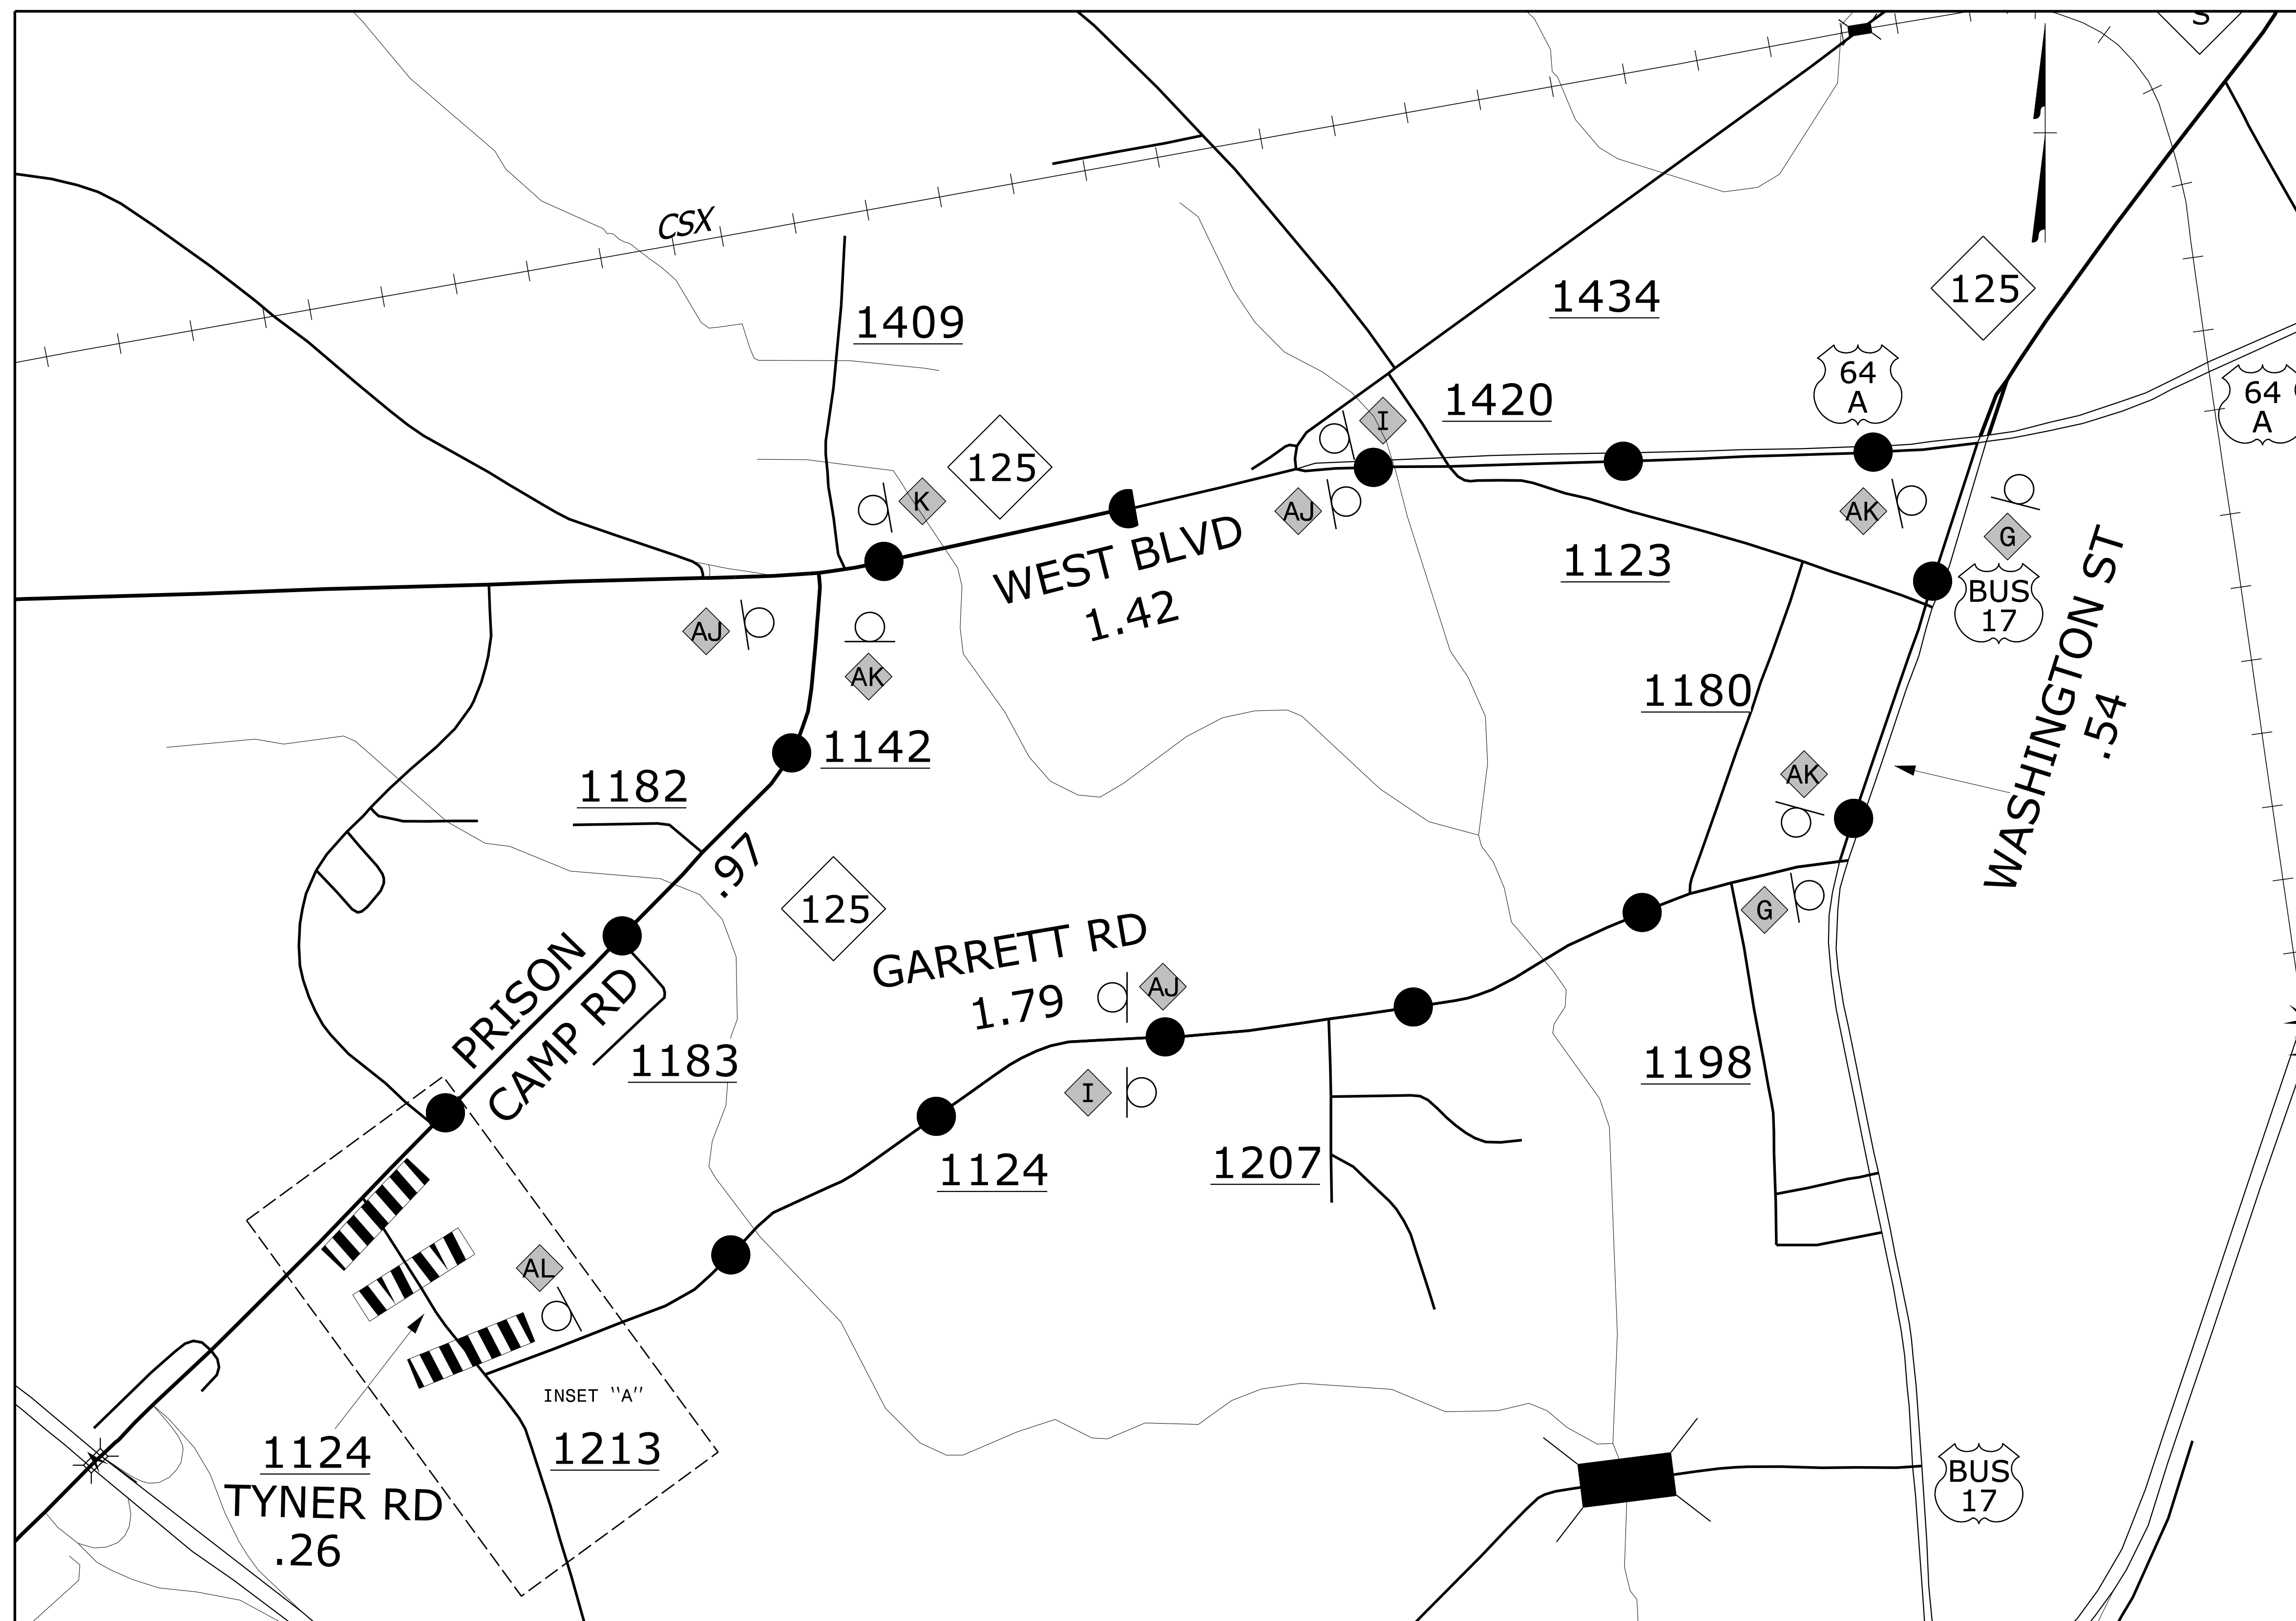 S
CSX
1409
1434
125
64
A
64
A
1420
I
125
K
AJ
AK
G
WEST BLVD
1.42
1123
BUS
17
AJ
AK
WASHINGTON ST
.54
1180
1142
1182
AK
.97
125
GARRETT RD
1.79
G
AJ
PRISON
CAMP RD
1183
I
1198
1124
1207
AL
INSET "A"
1213
1124
TYNER RD
.26
BUS
17